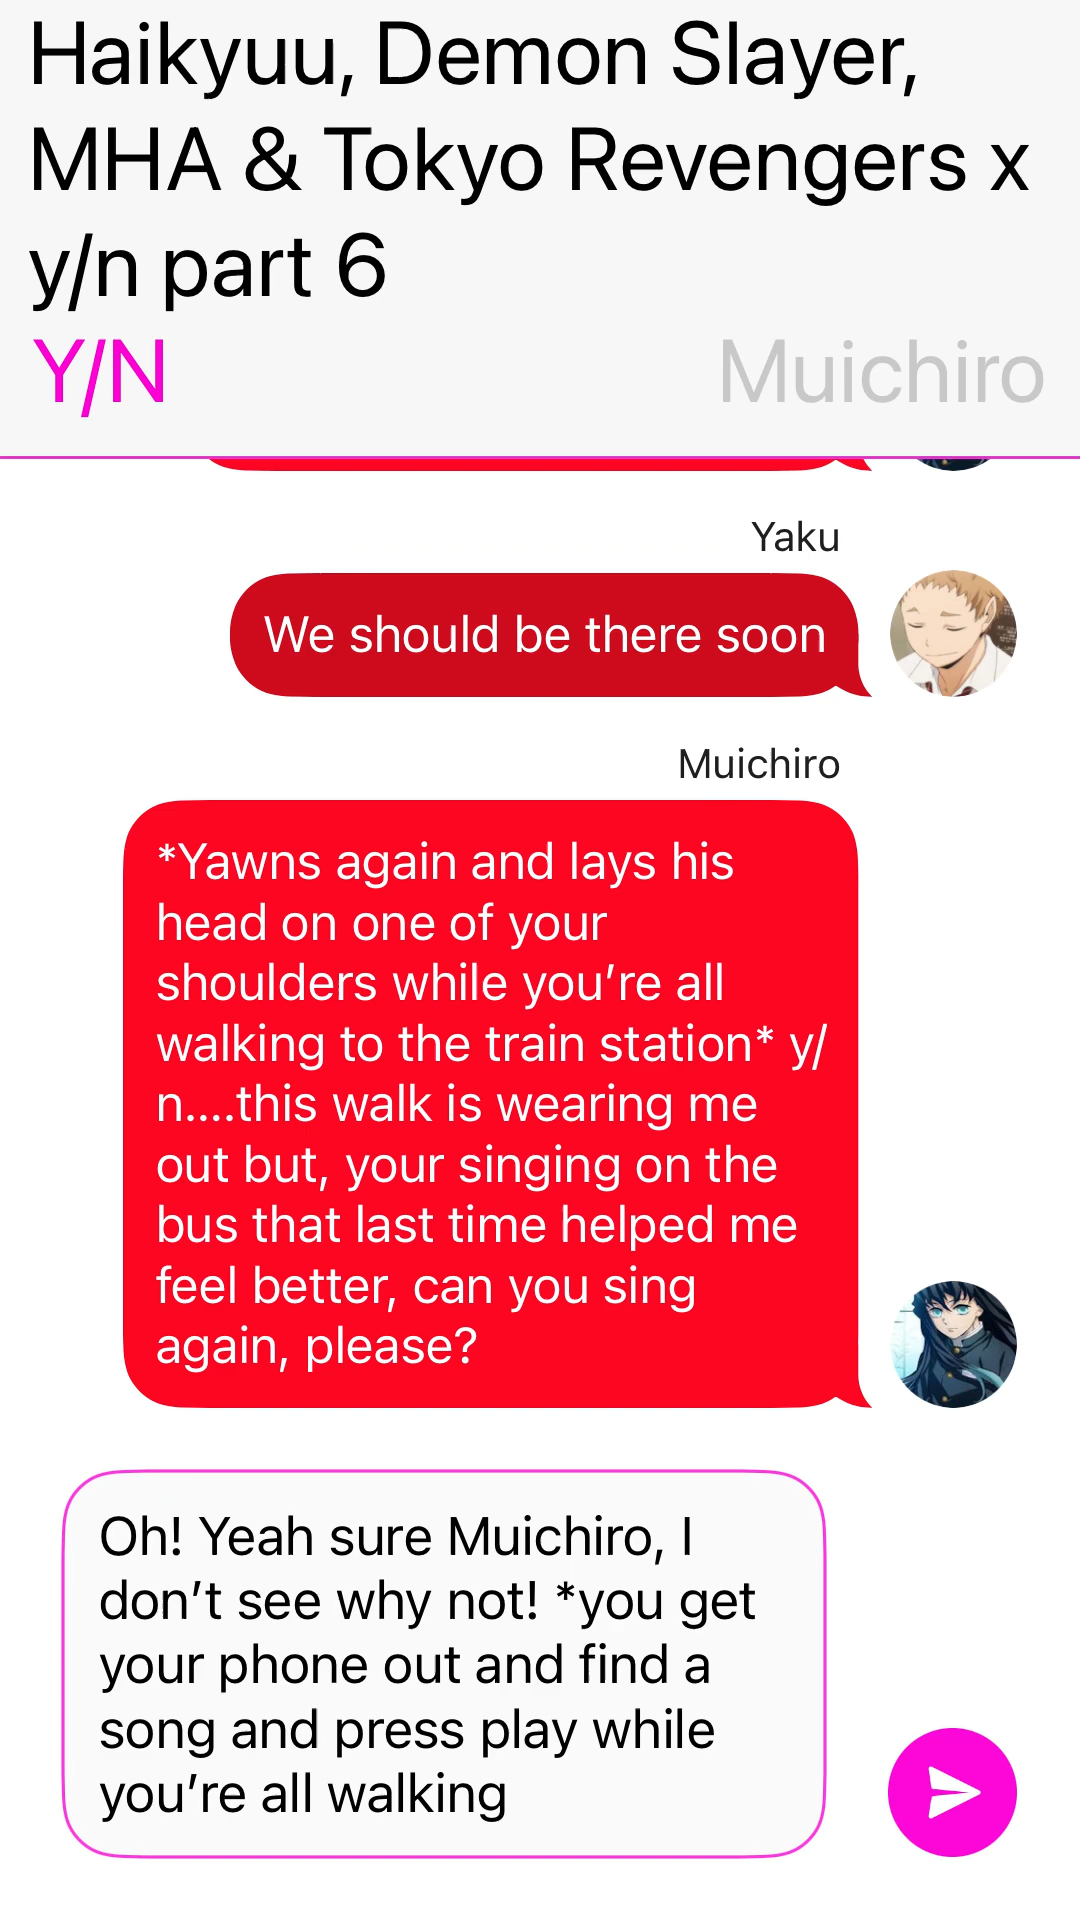 Haikyuu, Demon Slayer,
MHA & Tokyo Revengers x
y/n part 6
Y/N
Muichiro
Yaku
We should be there soon
Muichiro
*Yawns again and lays his
head on one of your
shoulders while you’re all
walking to the train station* y/
n....this walk is wearing me
out but, your singing on the
bus that last time helped me
feel better, can you sing
again, please?
Oh! Yeah sure Muichiro, I
don’t see why not! *you get
your phone out and find a
song and press play while
you’re all walking